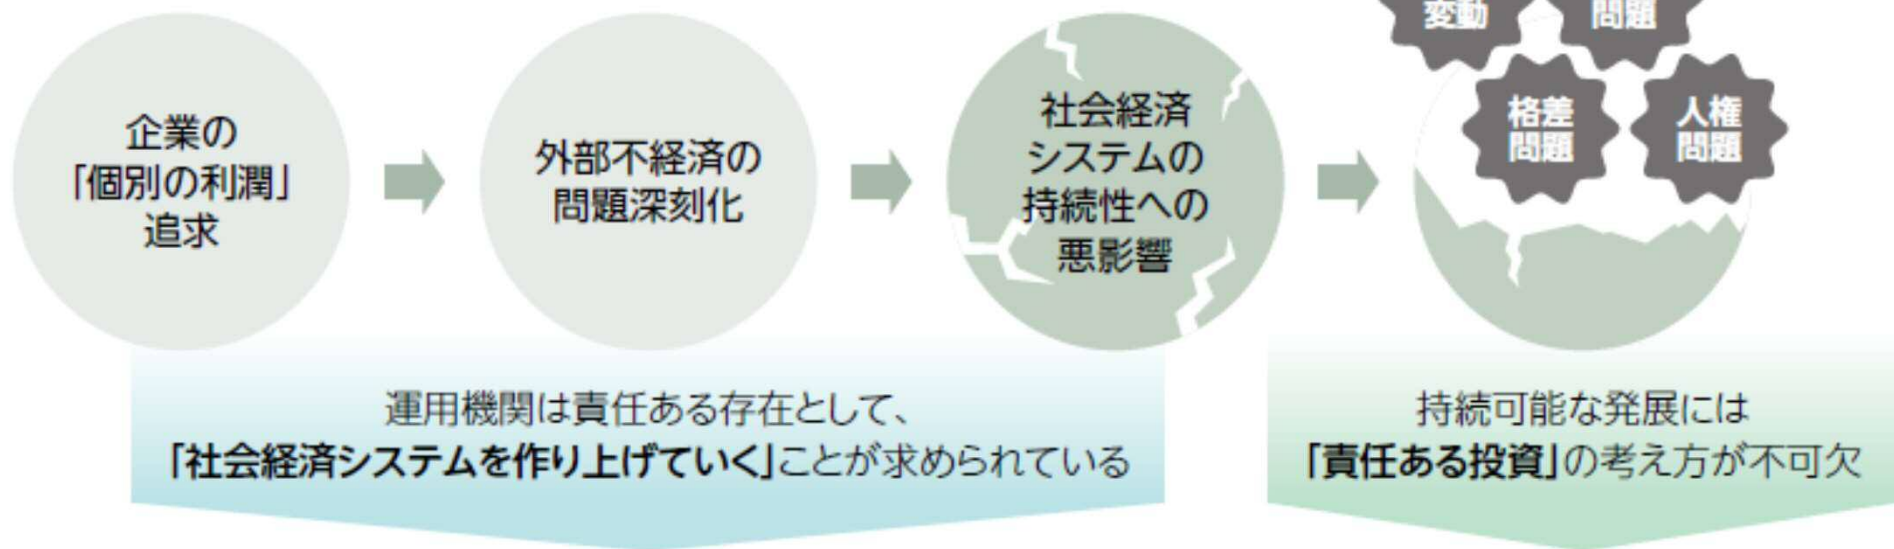 企業の
「個別の利潤」
追求
外部不経済の
問題深刻化
社会経済
システムの
持続性への
悪影響
変動
問題
格差
問題
人権
問題
運用機関は責任ある存在として、
「社会経済システムを作り上げていく」ことが求められている
持続可能な発展には
「責任ある投資」の考え方が不可欠